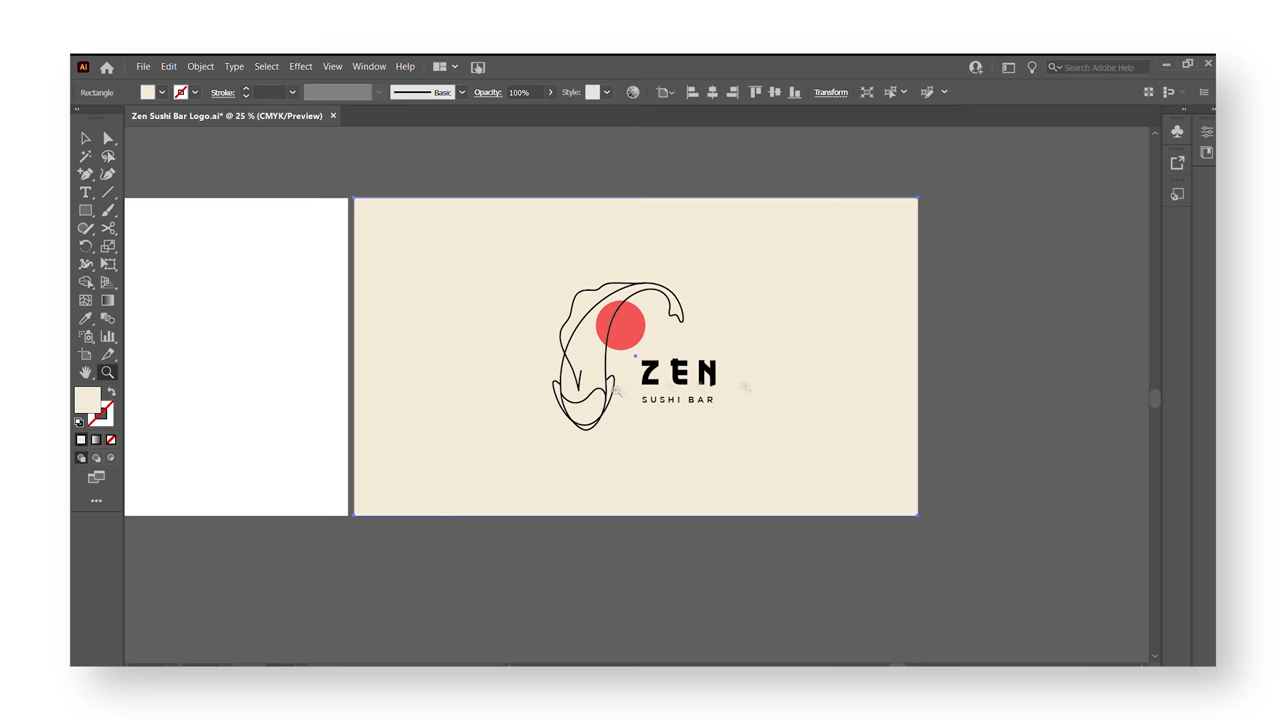 Ai File Edit Object Type Select Effect View Window Help Search Adobe Help
Rectangle Stroke: Basic Opacity: 100% Style: Transform
Zen Sushi Bar Logo.ai* @ 25 % (CMYK/Preview)
ZEN
SUSHI BAR